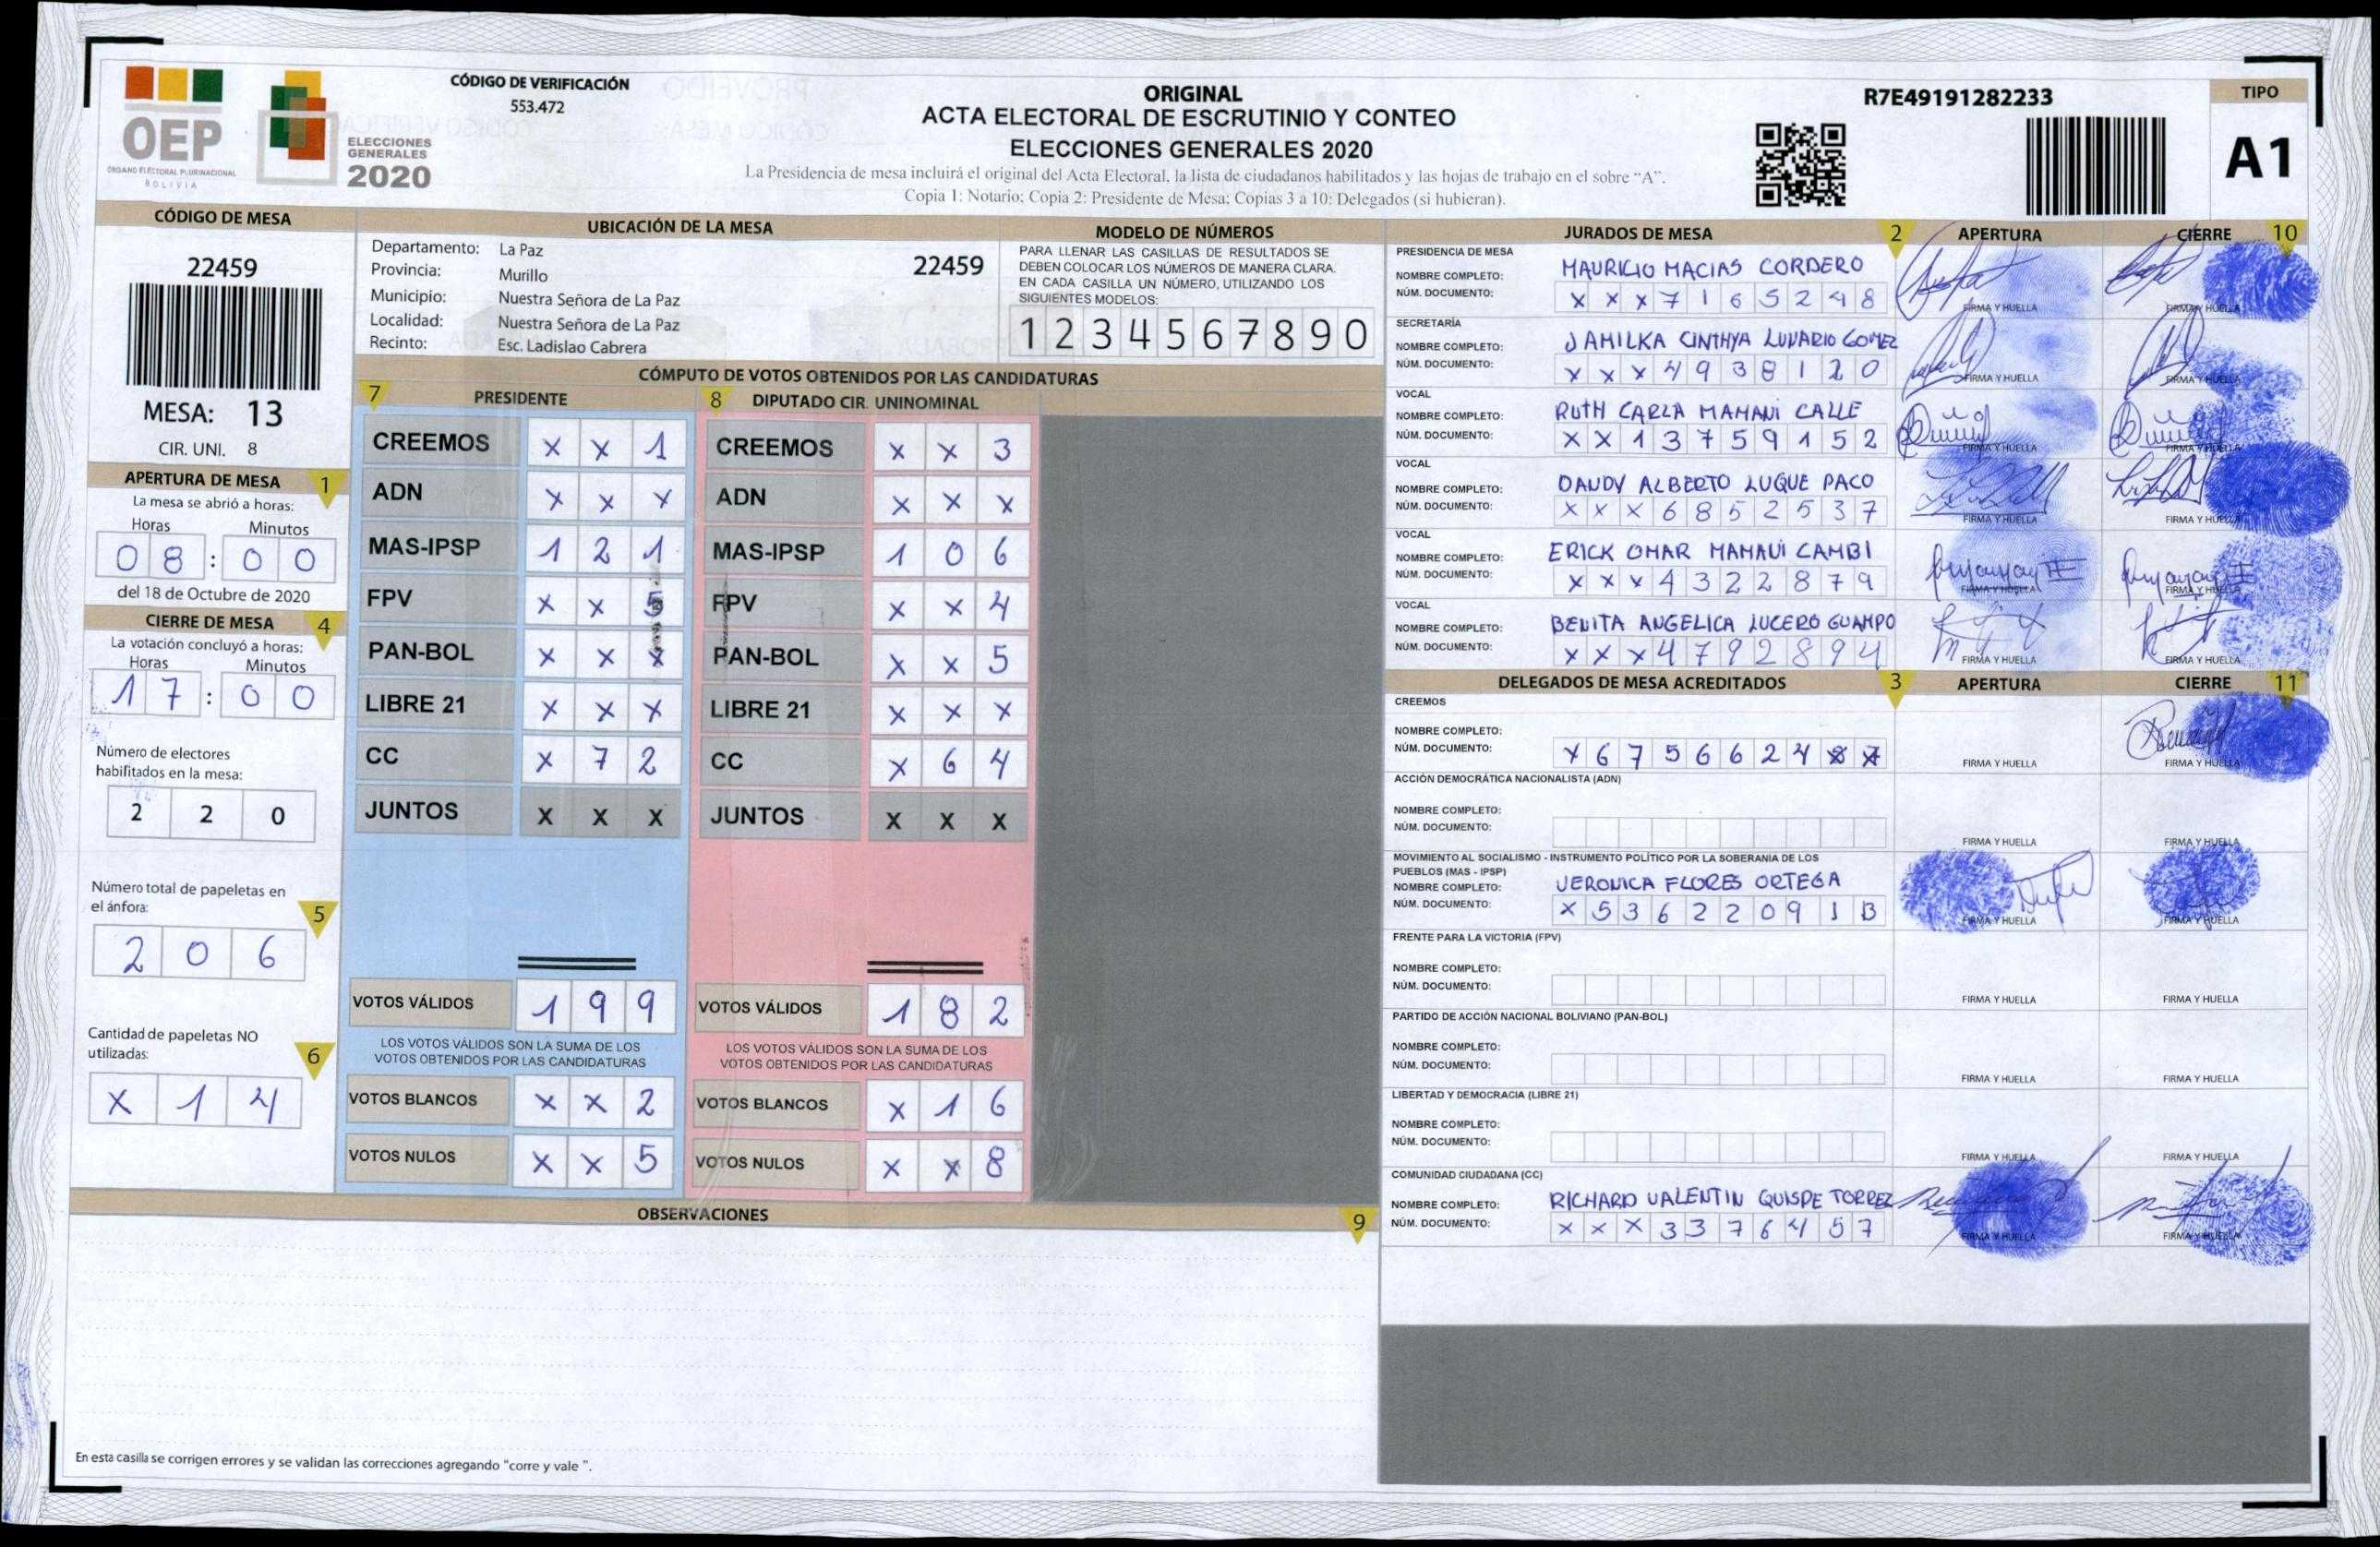 OEP
ÓRGANO ELECTORAL PLURINACIONAL
BOLIVIA
ELECCIONES
GENERALES
2020
CÓDIGO DE VERIFICACIÓN
553.472
ORIGINAL
ACTA ELECTORAL DE ESCRUTINIO Y CONTEO
ELECCIONES GENERALES 2020
La Presidencia de mesa incluirá el original del Acta Electoral, la lista de ciudadanos habilitados y las hojas de trabajo en el sobre “A”.
Copia 1: Notario; Copia 2: Presidente de Mesa; Copias 3 a 10: Delegados (si hubieran).
R7E49191282233
TIPO
A1
CÓDIGO DE MESA
22459
MESA: 13
CIR. UNI. 8
APERTURA DE MESA 1
La mesa se abrió a horas:
Horas Minutos
0 8 : 0 0
del 18 de Octubre de 2020
CIERRE DE MESA 4
La votación concluyó a horas:
Horas Minutos
1 7 : 0 0
Número de electores
habilitados en la mesa:
2 2 0
Número total de papeletas en
el ánfora:
5
2 0 6
Cantidad de papeletas NO
utilizadas:
6
X 1 4
UBICACIÓN DE LA MESA
Departamento: La Paz
22459
Provincia: Murillo
Municipio: Nuestra Señora de La Paz
Localidad: Nuestra Señora de La Paz
Recinto: Esc. Ladislao Cabrera
MODELO DE NÚMEROS
PARA LLENAR LAS CASILLAS DE RESULTADOS SE
DEBEN COLOCAR LOS NÚMEROS DE MANERA CLARA.
EN CADA CASILLA UN NÚMERO, UTILIZANDO LOS
SIGUIENTES MODELOS:
1 2 3 4 5 6 7 8 9 0
CÓMPUTO DE VOTOS OBTENIDOS POR LAS CANDIDATURAS
7 PRESIDENTE
CREEMOS X X 1
ADN X X X
MAS-IPSP 1 2 1
FPV X X 5
PAN-BOL X X X
LIBRE 21 X X X
CC X 7 2
JUNTOS X X X
VOTOS VÁLIDOS 1 9 9
LOS VOTOS VÁLIDOS SON LA SUMA DE LOS
VOTOS OBTENIDOS POR LAS CANDIDATURAS
VOTOS BLANCOS X X 2
VOTOS NULOS X X 5
8 DIPUTADO CIR. UNINOMINAL
CREEMOS X X 3
ADN X X X
MAS-IPSP 1 0 6
FPV X X 4
PAN-BOL X X 5
LIBRE 21 X X X
CC X 6 4
JUNTOS X X X
VOTOS VÁLIDOS 1 8 2
LOS VOTOS VÁLIDOS SON LA SUMA DE LOS
VOTOS OBTENIDOS POR LAS CANDIDATURAS
VOTOS BLANCOS X 1 6
VOTOS NULOS X X 8
OBSERVACIONES 9
En esta casilla se corrigen errores y se validan las correcciones agregando "corre y vale ".
JURADOS DE MESA 2 APERTURA CIERRE 10
PRESIDENCIA DE MESA
NOMBRE COMPLETO: MAURICIO MACIAS CORDERO
NÚM. DOCUMENTO: X X X 7 1 6 5 2 4 8
FIRMA Y HUELLA FIRMA Y HUELLA
SECRETARÍA
NOMBRE COMPLETO: JAHILKA CINTHYA LUNARIO GOMEZ
NÚM. DOCUMENTO: X X X 4 9 3 8 1 2 0
FIRMA Y HUELLA FIRMA Y HUELLA
VOCAL
NOMBRE COMPLETO: RUTH CARLA MAMANI CALLE
NÚM. DOCUMENTO: X X 1 3 7 5 9 1 5 2
FIRMA Y HUELLA FIRMA Y HUELLA
VOCAL
NOMBRE COMPLETO: DANDY ALBERTO LUQUE PACO
NÚM. DOCUMENTO: X X X 6 8 5 2 5 3 7
FIRMA Y HUELLA FIRMA Y HUELLA
VOCAL
NOMBRE COMPLETO: ERICK OMAR MAMANI CAMBI
NÚM. DOCUMENTO: X X X 4 3 2 2 8 7 9
FIRMA Y HUELLA FIRMA Y HUELLA
VOCAL
NOMBRE COMPLETO: BENITA ANGELICA LUCERO GUAMPO
NÚM. DOCUMENTO: X X X 4 7 9 2 8 9 4
FIRMA Y HUELLA FIRMA Y HUELLA
DELEGADOS DE MESA ACREDITADOS 3 APERTURA CIERRE 11
CREEMOS
NOMBRE COMPLETO:
NÚM. DOCUMENTO: X 6 7 5 6 6 2 4
FIRMA Y HUELLA FIRMA Y HUELLA
ACCIÓN DEMOCRÁTICA NACIONALISTA (ADN)
NOMBRE COMPLETO:
NÚM. DOCUMENTO:
FIRMA Y HUELLA FIRMA Y HUELLA
MOVIMIENTO AL SOCIALISMO - INSTRUMENTO POLÍTICO POR LA SOBERANIA DE LOS
PUEBLOS (MAS - IPSP)
NOMBRE COMPLETO: VERONICA FLORES ORTEGA
NÚM. DOCUMENTO: X 5 3 6 2 2 0 9 1 B
FIRMA Y HUELLA FIRMA Y HUELLA
FRENTE PARA LA VICTORIA (FPV)
NOMBRE COMPLETO:
NÚM. DOCUMENTO:
FIRMA Y HUELLA FIRMA Y HUELLA
PARTIDO DE ACCIÓN NACIONAL BOLIVIANO (PAN-BOL)
NOMBRE COMPLETO:
NÚM. DOCUMENTO:
FIRMA Y HUELLA FIRMA Y HUELLA
LIBERTAD Y DEMOCRACIA (LIBRE 21)
NOMBRE COMPLETO:
NÚM. DOCUMENTO:
FIRMA Y HUELLA FIRMA Y HUELLA
COMUNIDAD CIUDADANA (CC)
NOMBRE COMPLETO: RICHARD VALENTIN QUISPE TORREZ
NÚM. DOCUMENTO: X X X 3 3 7 6 4 5 7
FIRMA Y HUELLA FIRMA Y HUELLA